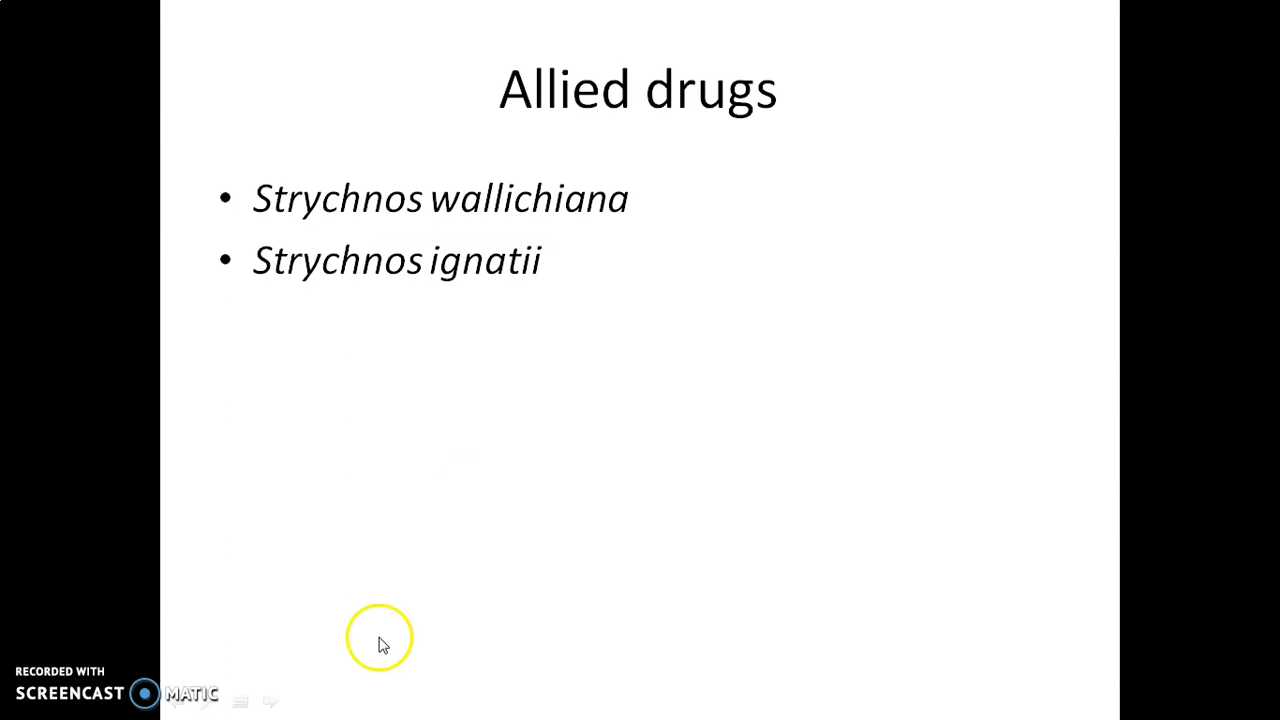 Allied drugs
• Strychnos wallichiana
• Strychnos ignatii
RECORDED WITH
SCREENCAST MATIC